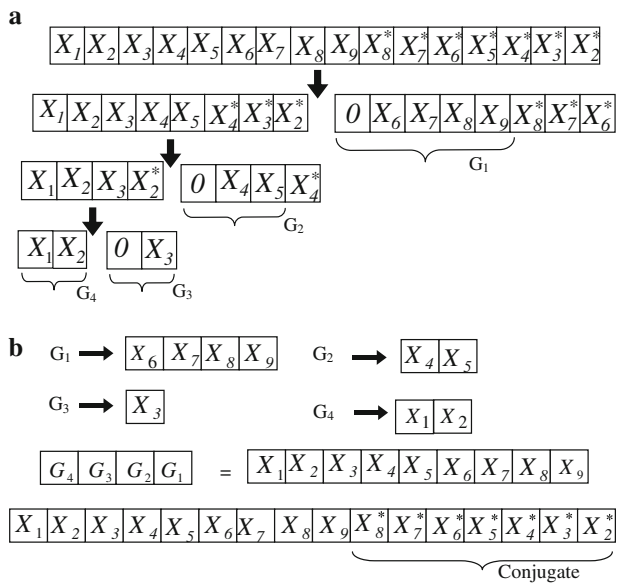 a
X₁ X₂ X₃ X₄ X₅ X₆ X₇ X₈ X₉ X₈* X₇* X₆* X₅* X₄* X₃* X₂*
X₁ X₂ X₃ X₄ X₅ X₄* X₃* X₂* 0 X₆ X₇ X₈ X₉ X₈* X₇* X₆*
G₁
X₁ X₂ X₃ X₂* 0 X₄ X₅ X₄*
G₂
X₁ X₂ 0 X₃
G₄ G₃
b
G₁ X₆ X₇ X₈ X₉ G₂ X₄ X₅
G₃ X₃ G₄ X₁ X₂
G₄ G₃ G₂ G₁ = X₁ X₂ X₃ X₄ X₅ X₆ X₇ X₈ X₉
X₁ X₂ X₃ X₄ X₅ X₆ X₇ X₈ X₉ X₈* X₇* X₆* X₅* X₄* X₃* X₂*
Conjugate